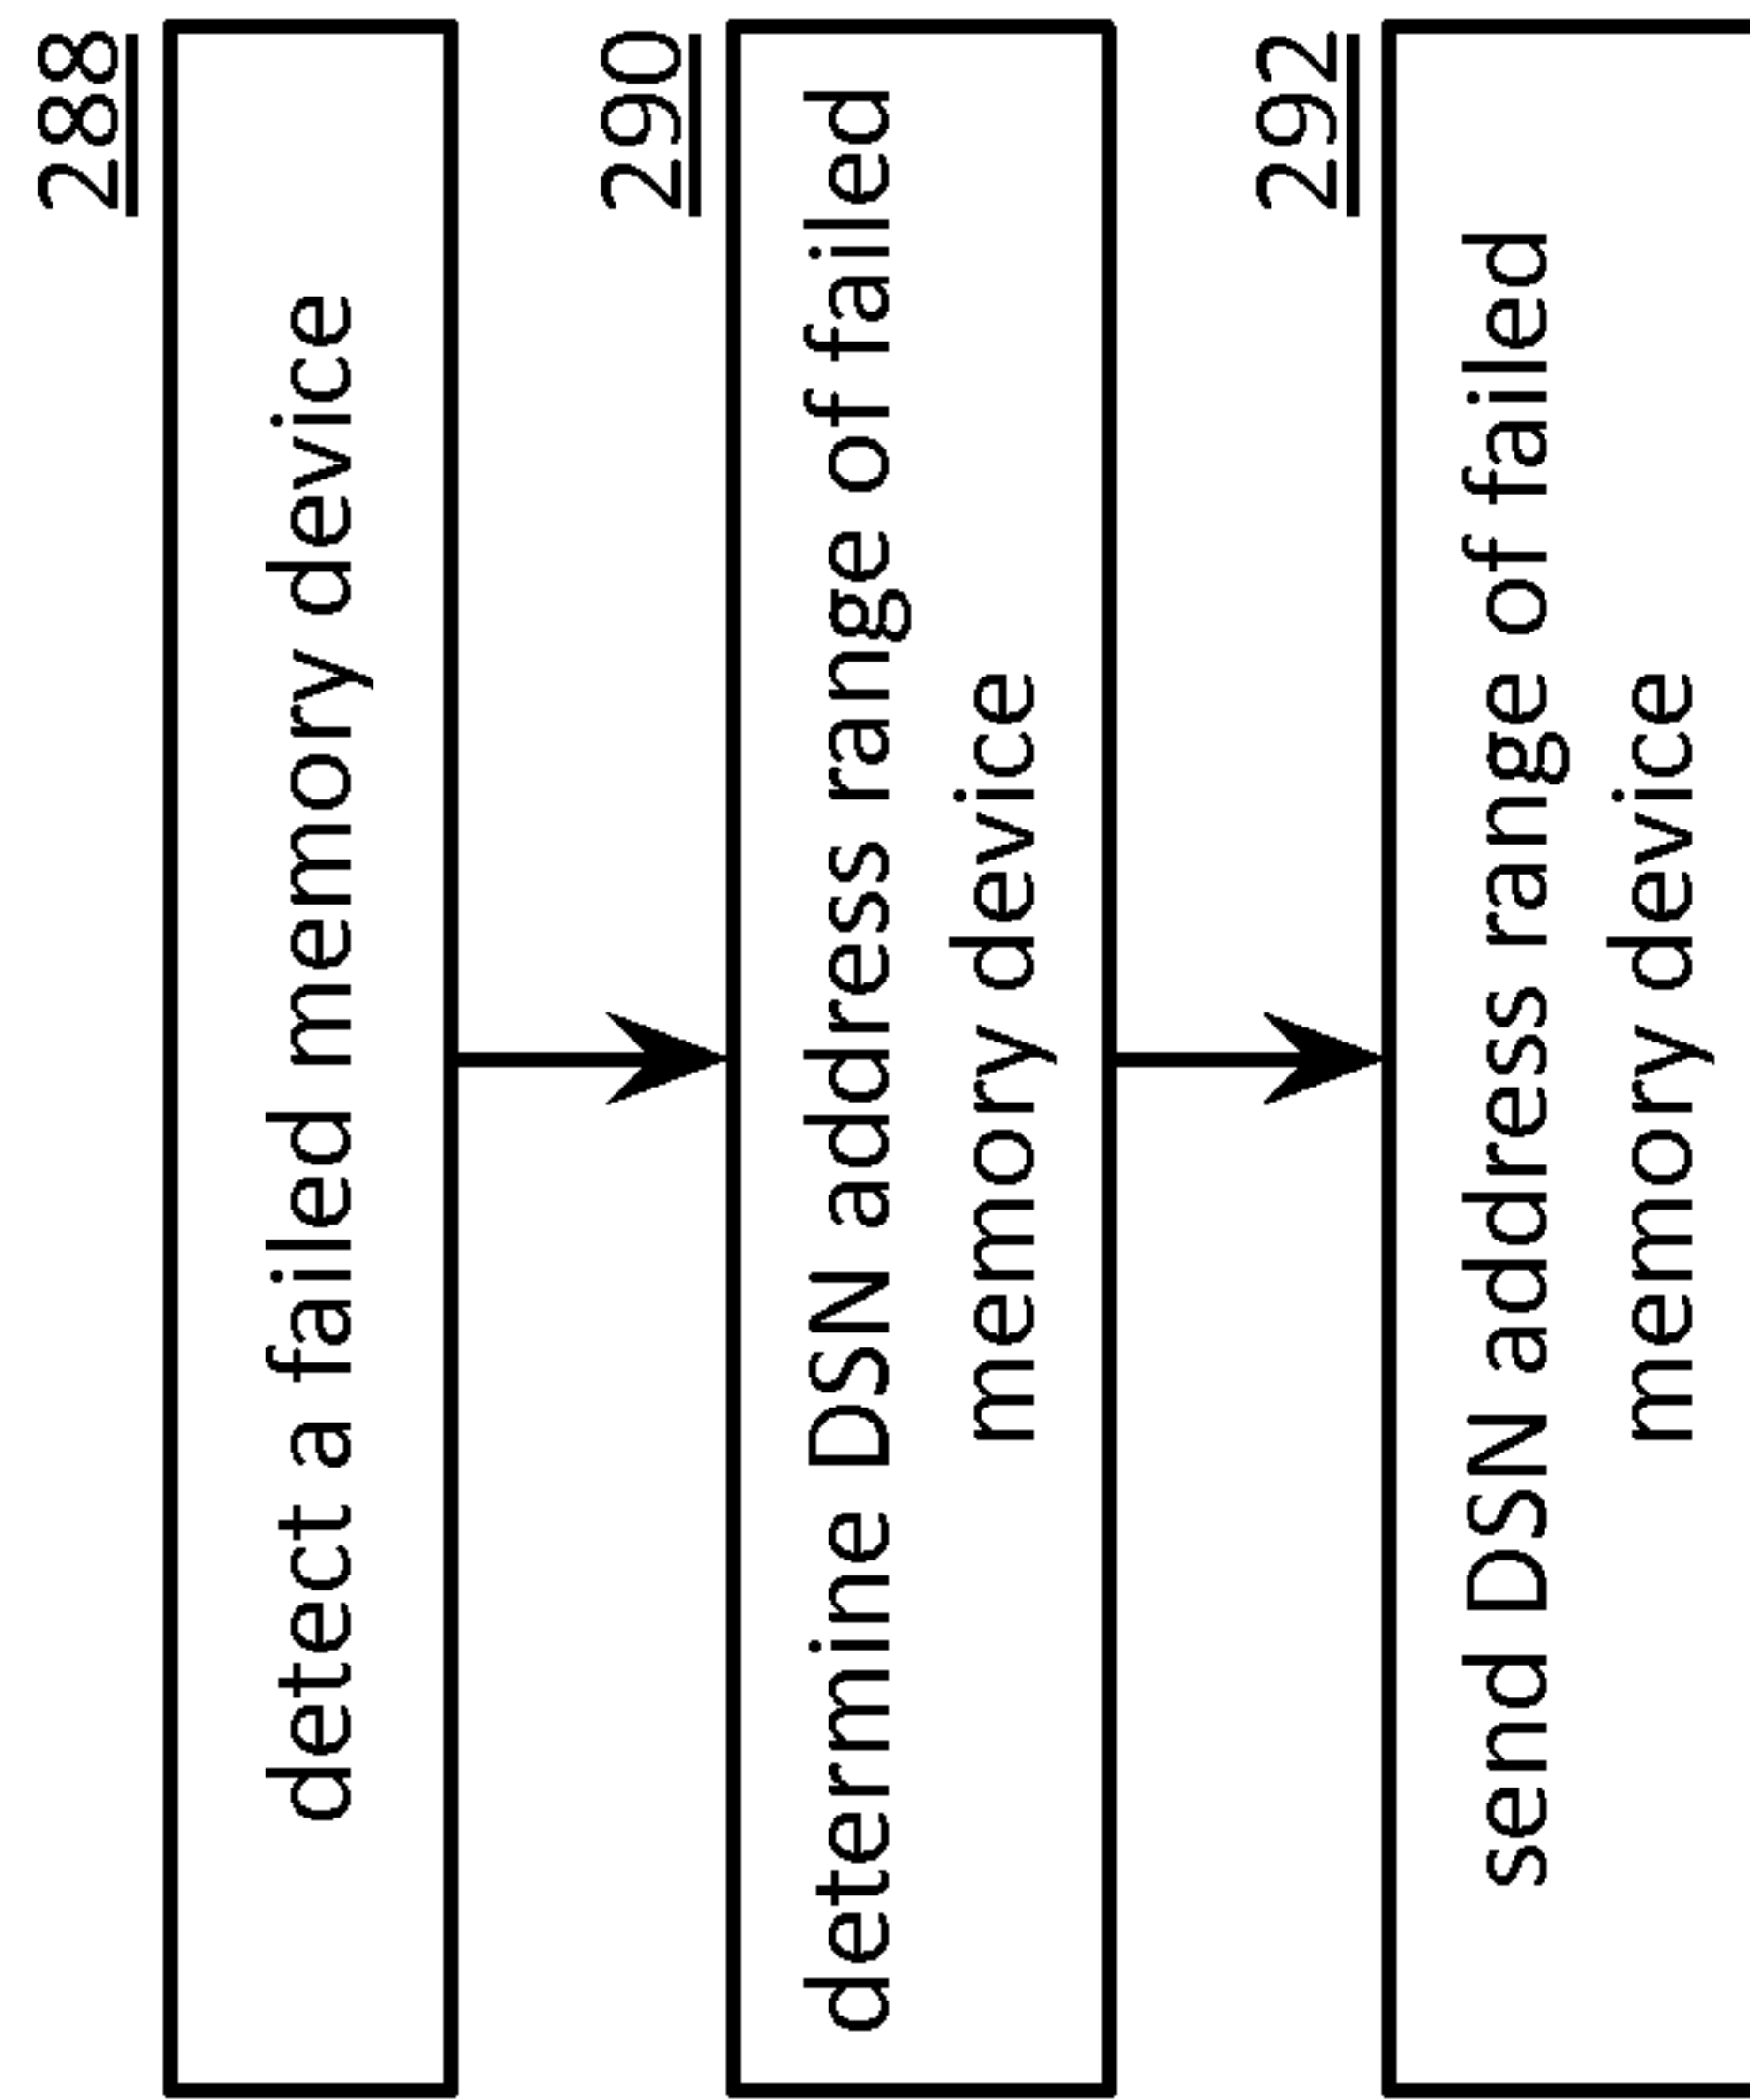 288
detect a failed memory device
290
determine DSN address range of failed
memory device
292
send DSN address range of failed
memory device